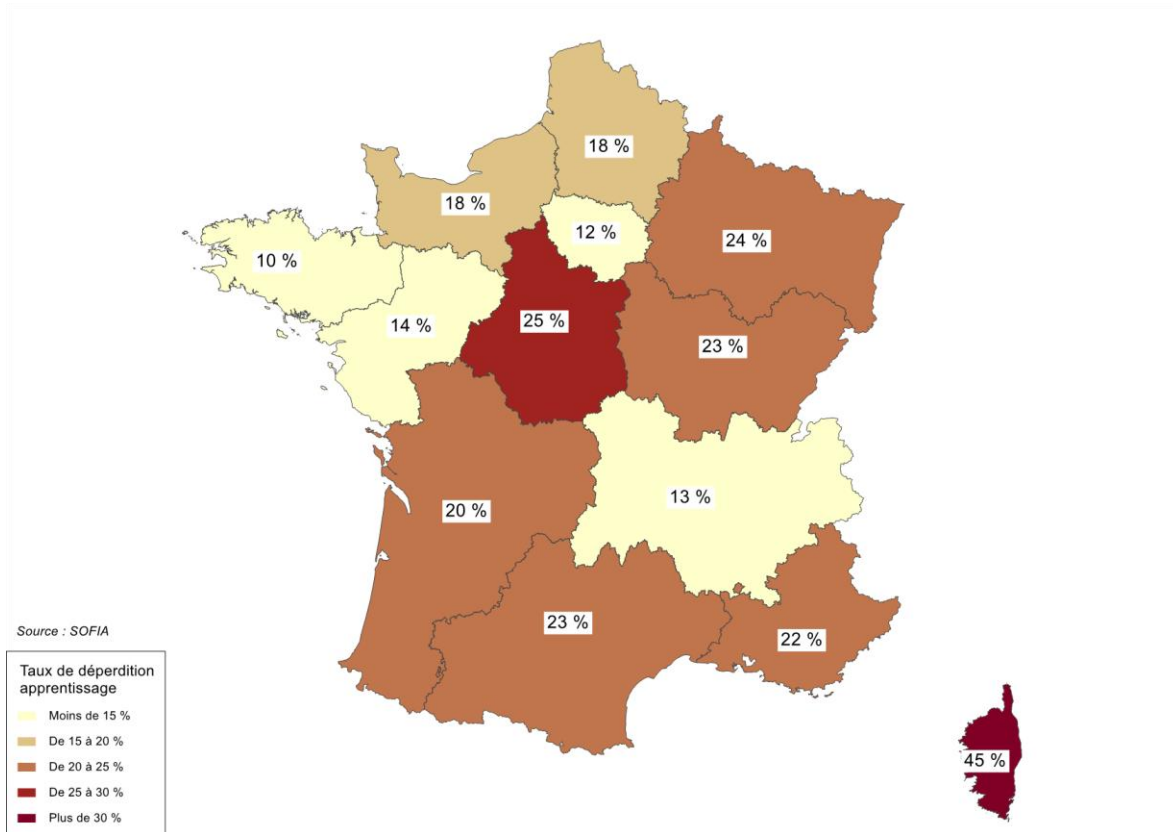 18 %
18 %
12 %
24 %
10 %
14 %
25 %
23 %
13 %
20 %
23 %
22 %
45 %
Source : SOFIA
Taux de déperdition
apprentissage
Moins de 15 %
De 15 à 20 %
De 20 à 25 %
De 25 à 30 %
Plus de 30 %